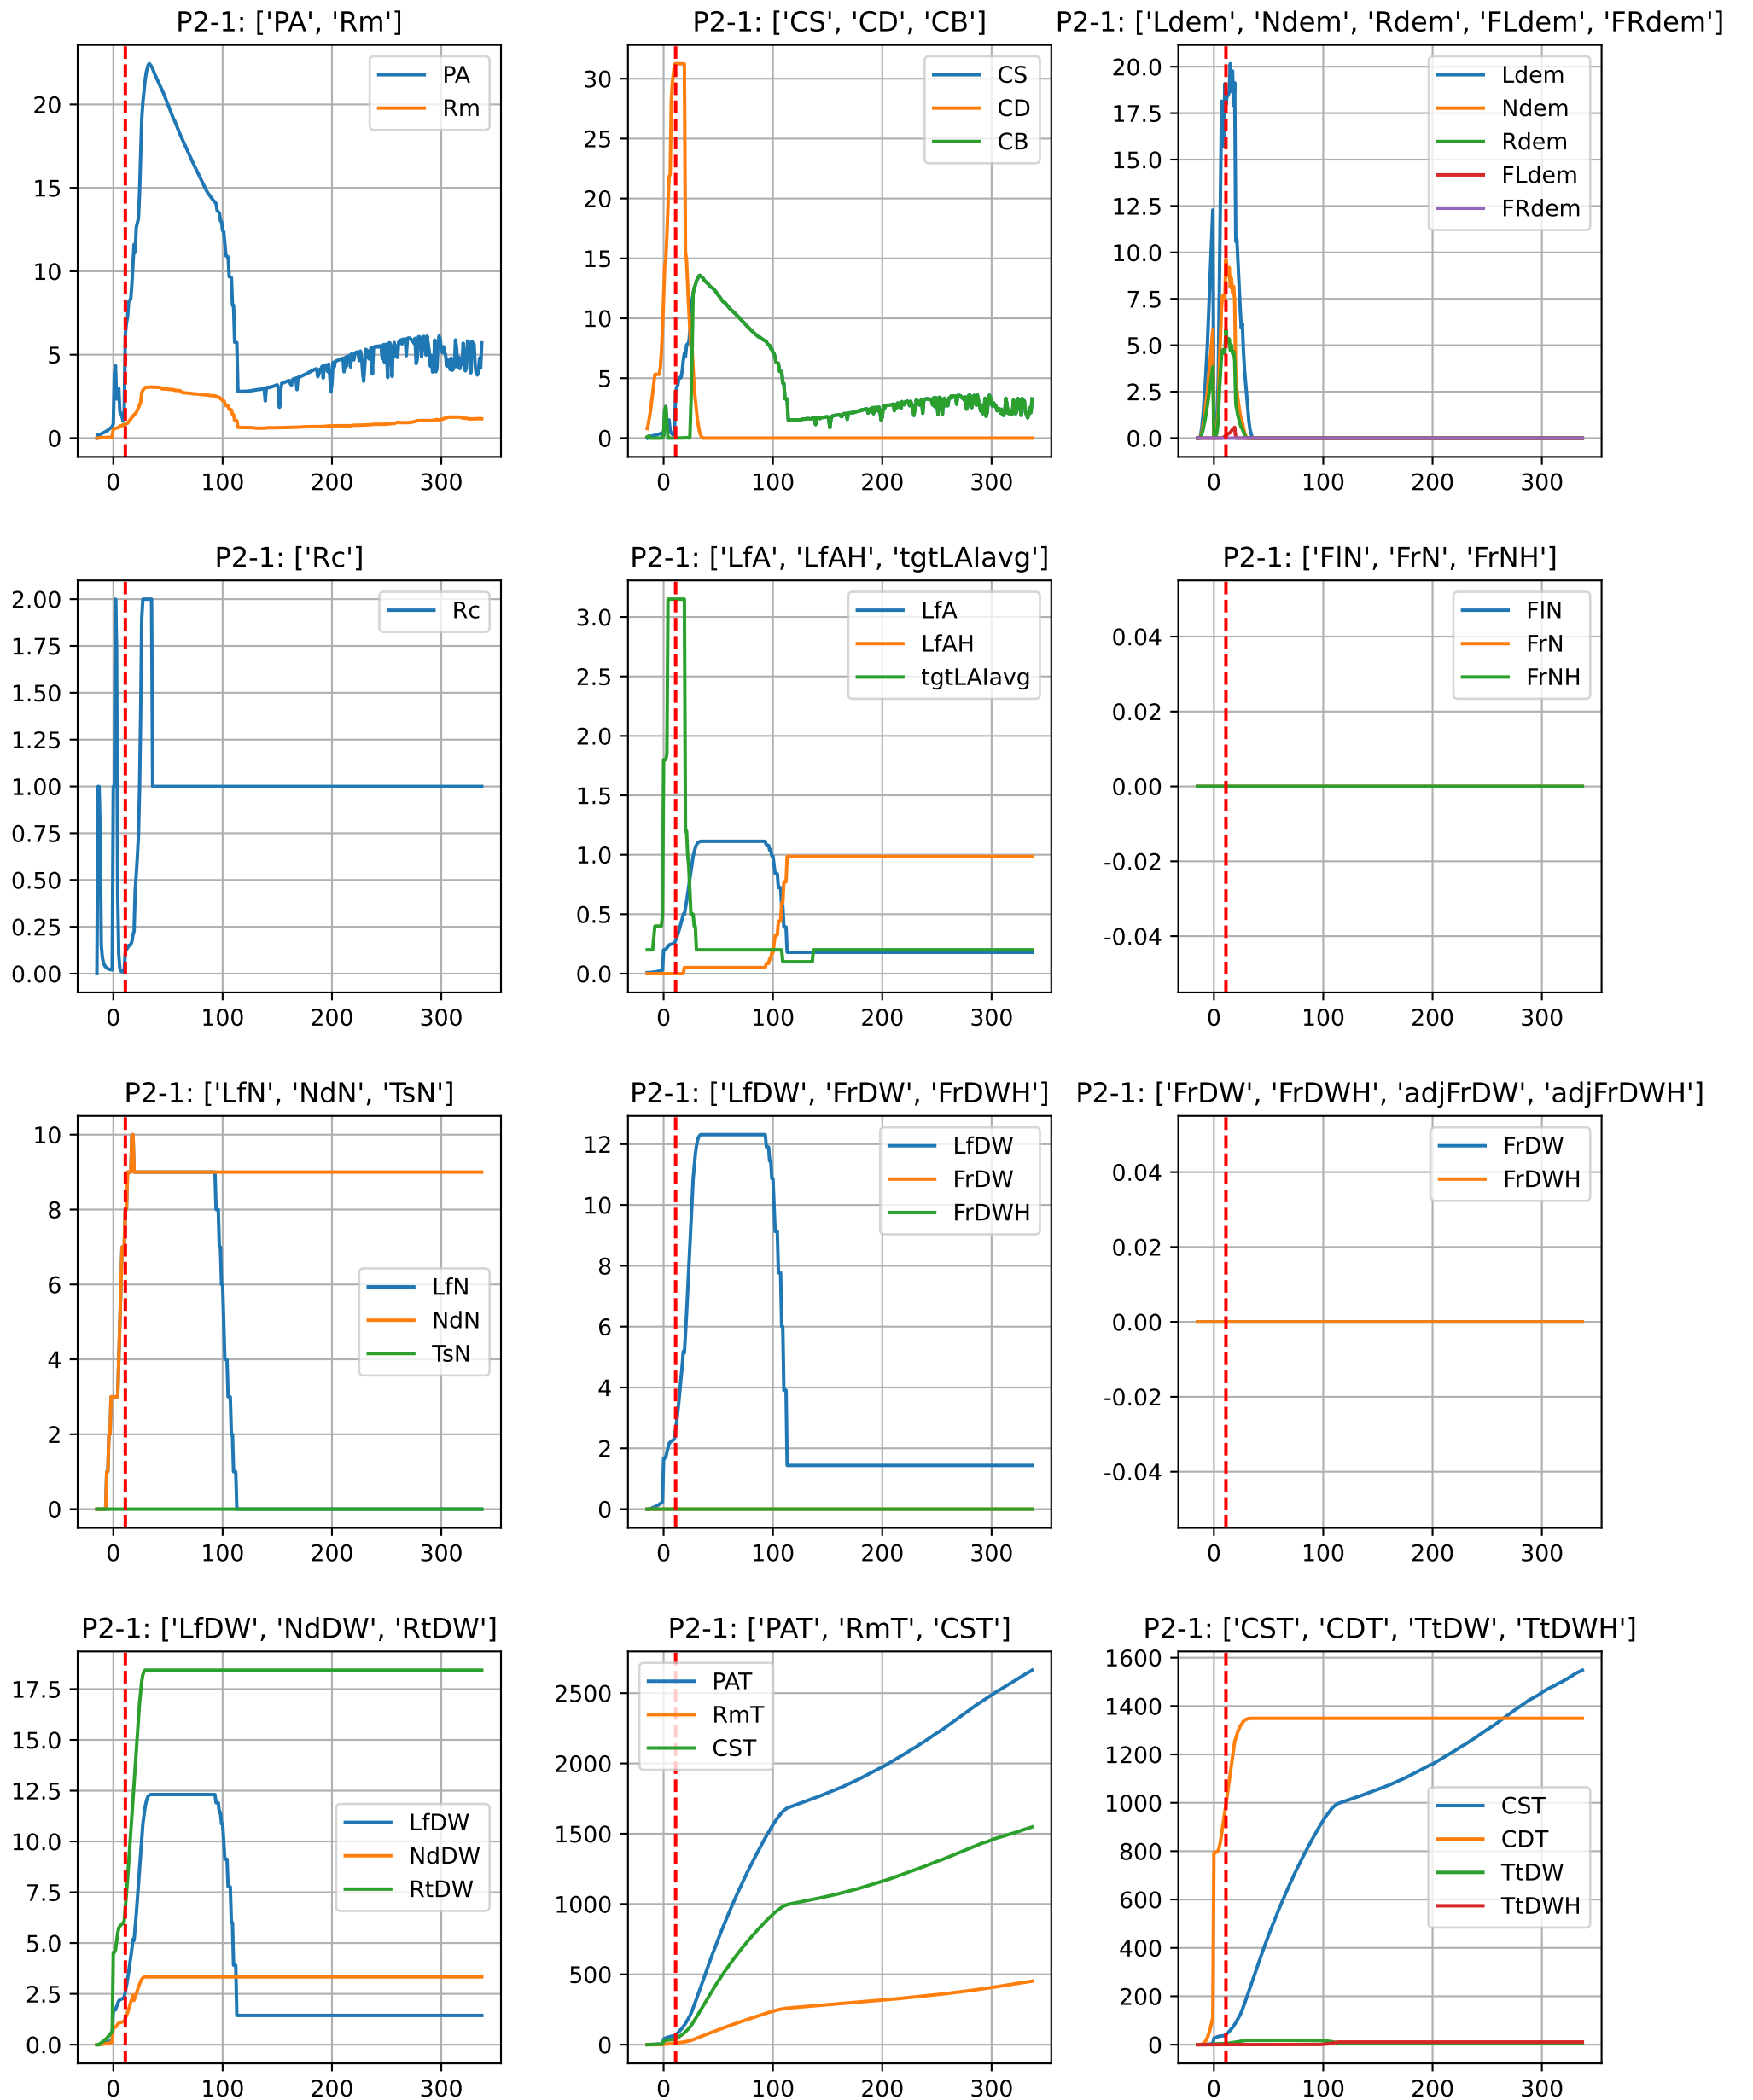 P2-1: ['PA', 'Rm']
PA
Rm
20
15
10
5
0
0 100 200 300
P2-1: ['CS', 'CD', 'CB']
CS
CD
CB
30
25
20
15
10
5
0
0 100 200 300
P2-1: ['Ldem', 'Ndem', 'Rdem', 'FLdem', 'FRdem']
Ldem
Ndem
Rdem
FLdem
FRdem
20.0
17.5
15.0
12.5
10.0
7.5
5.0
2.5
0.0
0 100 200 300
P2-1: ['Rc']
Rc
2.00
1.75
1.50
1.25
1.00
0.75
0.50
0.25
0.00
0 100 200 300
P2-1: ['LfA', 'LfAH', 'tgtLAIavg']
LfA
LfAH
tgtLAIavg
3.0
2.5
2.0
1.5
1.0
0.5
0.0
0 100 200 300
P2-1: ['FlN', 'FrN', 'FrNH']
FlN
FrN
FrNH
0.04
0.02
0.00
-0.02
-0.04
0 100 200 300
P2-1: ['LfN', 'NdN', 'TsN']
LfN
NdN
TsN
10
8
6
4
2
0
0 100 200 300
P2-1: ['LfDW', 'FrDW', 'FrDWH']
LfDW
FrDW
FrDWH
12
10
8
6
4
2
0
0 100 200 300
P2-1: ['FrDW', 'FrDWH', 'adjFrDW', 'adjFrDWH']
FrDW
FrDWH
0.04
0.02
0.00
-0.02
-0.04
0 100 200 300
P2-1: ['LfDW', 'NdDW', 'RtDW']
LfDW
NdDW
RtDW
17.5
15.0
12.5
10.0
7.5
5.0
2.5
0.0
0 100 200 300
P2-1: ['PAT', 'RmT', 'CST']
PAT
RmT
CST
2500
2000
1500
1000
500
0
0 100 200 300
P2-1: ['CST', 'CDT', 'TtDW', 'TtDWH']
CST
CDT
TtDW
TtDWH
1600
1400
1200
1000
800
600
400
200
0
0 100 200 300